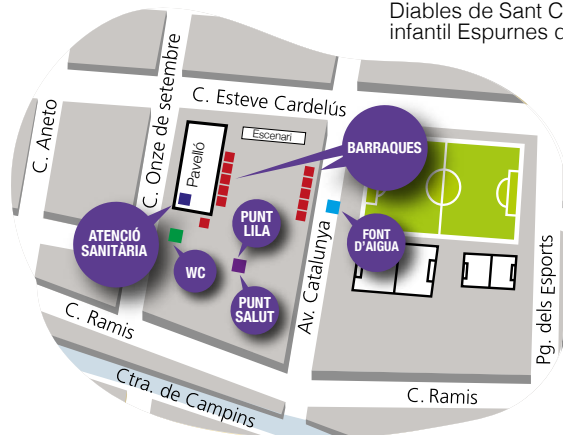 Diables de Sant C
infantil Espurnes d
C. Onze de setembre
C. Aneto
C. Esteve Cardelús
Escenari
Pavelló
BARRAQUES
ATENCIÓ
SANITÀRIA
WC
PUNT
LILA
PUNT
SALUT
FONT
D'AIGUA
Av. Catalunya
Pg. dels Esports
C. Ramis
C. Ramis
Ctra. de Campins